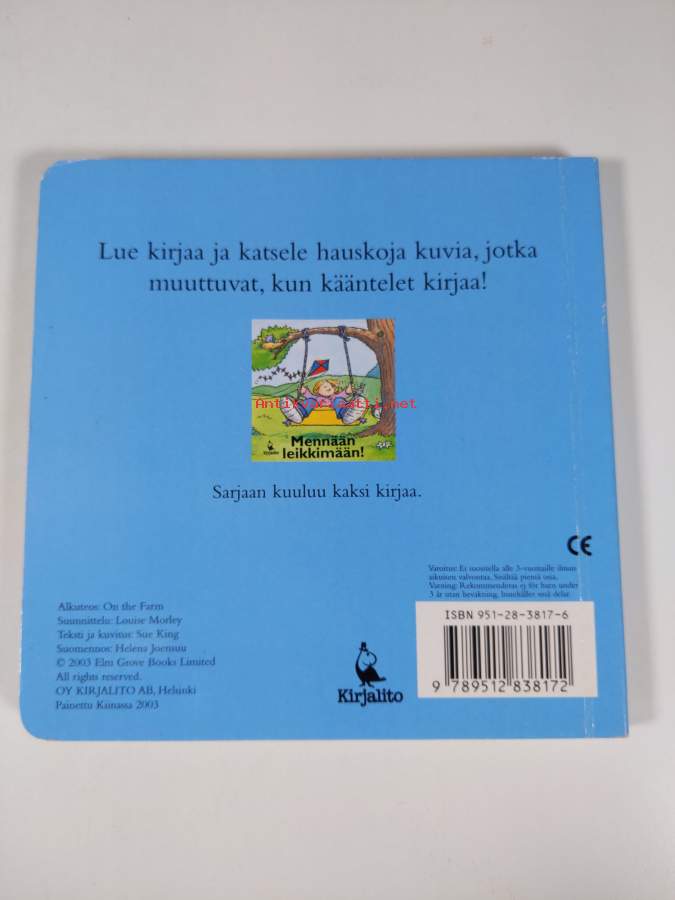 Lue kirjaa ja katsele hauskoja kuvia, jotka
muuttuvat, kun kääntelet kirjaa!
Antikvariaatti.net
Mennään
leikkimään!
Sarjaan kuuluu kaksi kirjaa.
CE
Varoitus: Ei suositella alle 3-vuotiaille ilman
aikuisen valvontaa. Sisältää pieniä osia.
Varning: Rekommenderas ej för barn under
3 år utan bevakning. Innehåller små delar.
ISBN 951-28-3817-6
9 789512 838172
Alkuteos: On the Farm
Suunnittelu: Louise Morley
Teksti ja kuvitus: Sue King
Suomennos: Helena Joensuu
© 2003 Elm Grove Books Limited
All rights reserved.
OY KIRJALITO AB, Helsinki
Painettu Kiinassa 2003
Kirjalito